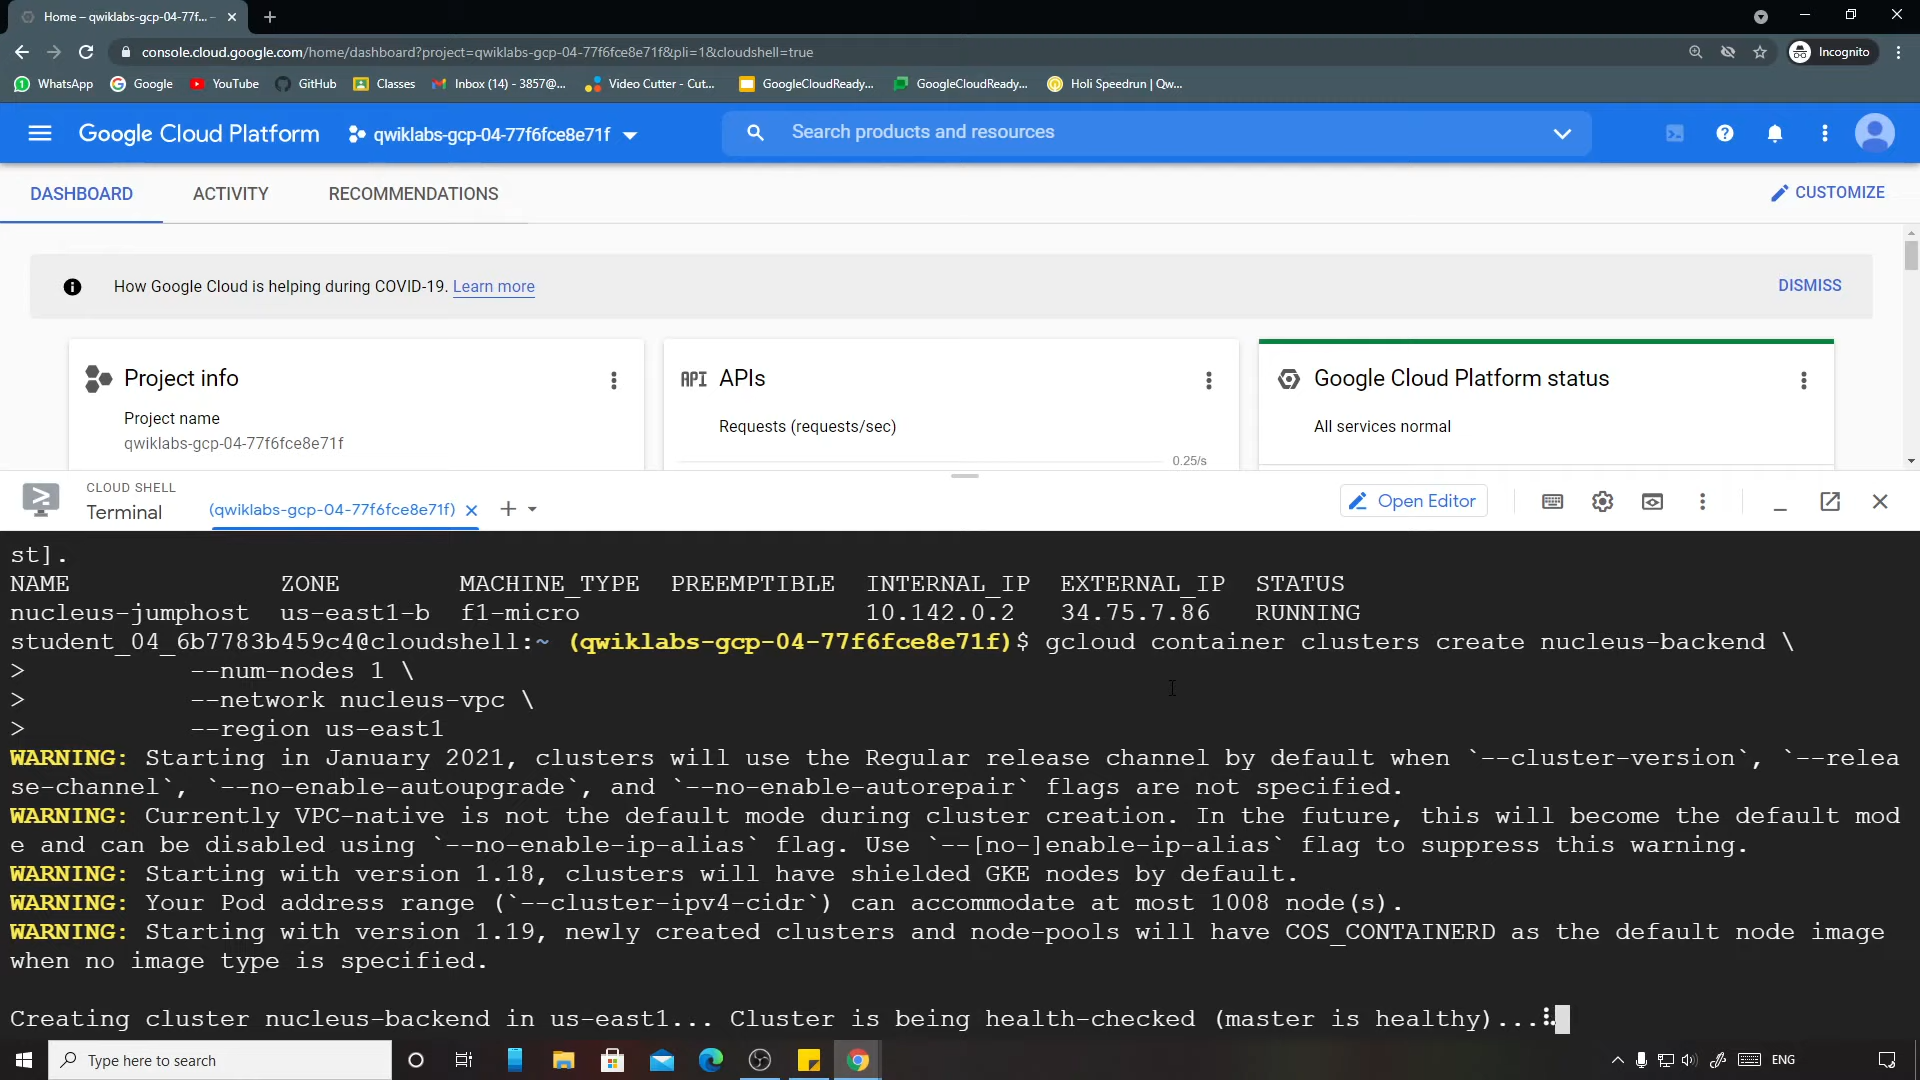 Home – qwiklabs-gcp-04-77f...
console.cloud.google.com/home/dashboard?project=qwiklabs-gcp-04-77f6fce8e71f&pli=1&cloudshell=true
Incognito
WhatsApp Google YouTube GitHub Classes Inbox (14) - 3857@... Video Cutter - Cut... GoogleCloudReady... GoogleCloudReady... Holi Speedrun | Qw...
Google Cloud Platform qwiklabs-gcp-04-77f6fce8e71f Search products and resources
DASHBOARD ACTIVITY RECOMMENDATIONS CUSTOMIZE
How Google Cloud is helping during COVID-19. Learn more DISMISS
Project info
Project name
qwiklabs-gcp-04-77f6fce8e71f
API APIs
Requests (requests/sec)
0.25/s
Google Cloud Platform status
All services normal
CLOUD SHELL
Terminal (qwiklabs-gcp-04-77f6fce8e71f) Open Editor
st].
NAME ZONE MACHINE_TYPE PREEMPTIBLE INTERNAL_IP EXTERNAL_IP STATUS
nucleus-jumphost us-east1-b f1-micro 10.142.0.2 34.75.7.86 RUNNING
student_04_6b7783b459c4@cloudshell:~ (qwiklabs-gcp-04-77f6fce8e71f)$ gcloud container clusters create nucleus-backend \
> --num-nodes 1 \
> --network nucleus-vpc \
> --region us-east1
WARNING: Starting in January 2021, clusters will use the Regular release channel by default when `--cluster-version`, `--relea
se-channel`, `--no-enable-autoupgrade`, and `--no-enable-autorepair` flags are not specified.
WARNING: Currently VPC-native is not the default mode during cluster creation. In the future, this will become the default mod
e and can be disabled using `--no-enable-ip-alias` flag. Use `--[no-]enable-ip-alias` flag to suppress this warning.
WARNING: Starting with version 1.18, clusters will have shielded GKE nodes by default.
WARNING: Your Pod address range (`--cluster-ipv4-cidr`) can accommodate at most 1008 node(s).
WARNING: Starting with version 1.19, newly created clusters and node-pools will have COS_CONTAINERD as the default node image
when no image type is specified.
Creating cluster nucleus-backend in us-east1... Cluster is being health-checked (master is healthy)...
Type here to search
ENG